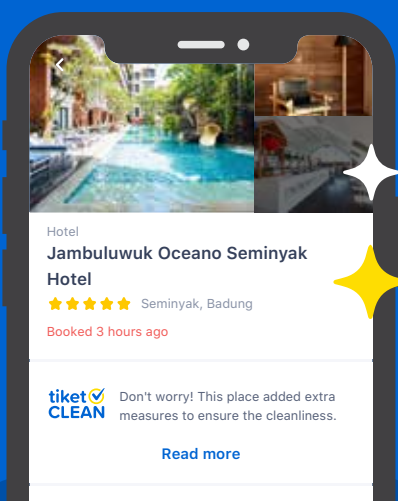 Hotel
Jambuluwuk Oceano Seminyak
Hotel
Seminyak, Badung
Booked 3 hours ago
tiket
CLEAN
Don't worry! This place added extra
measures to ensure the cleanliness.
Read more